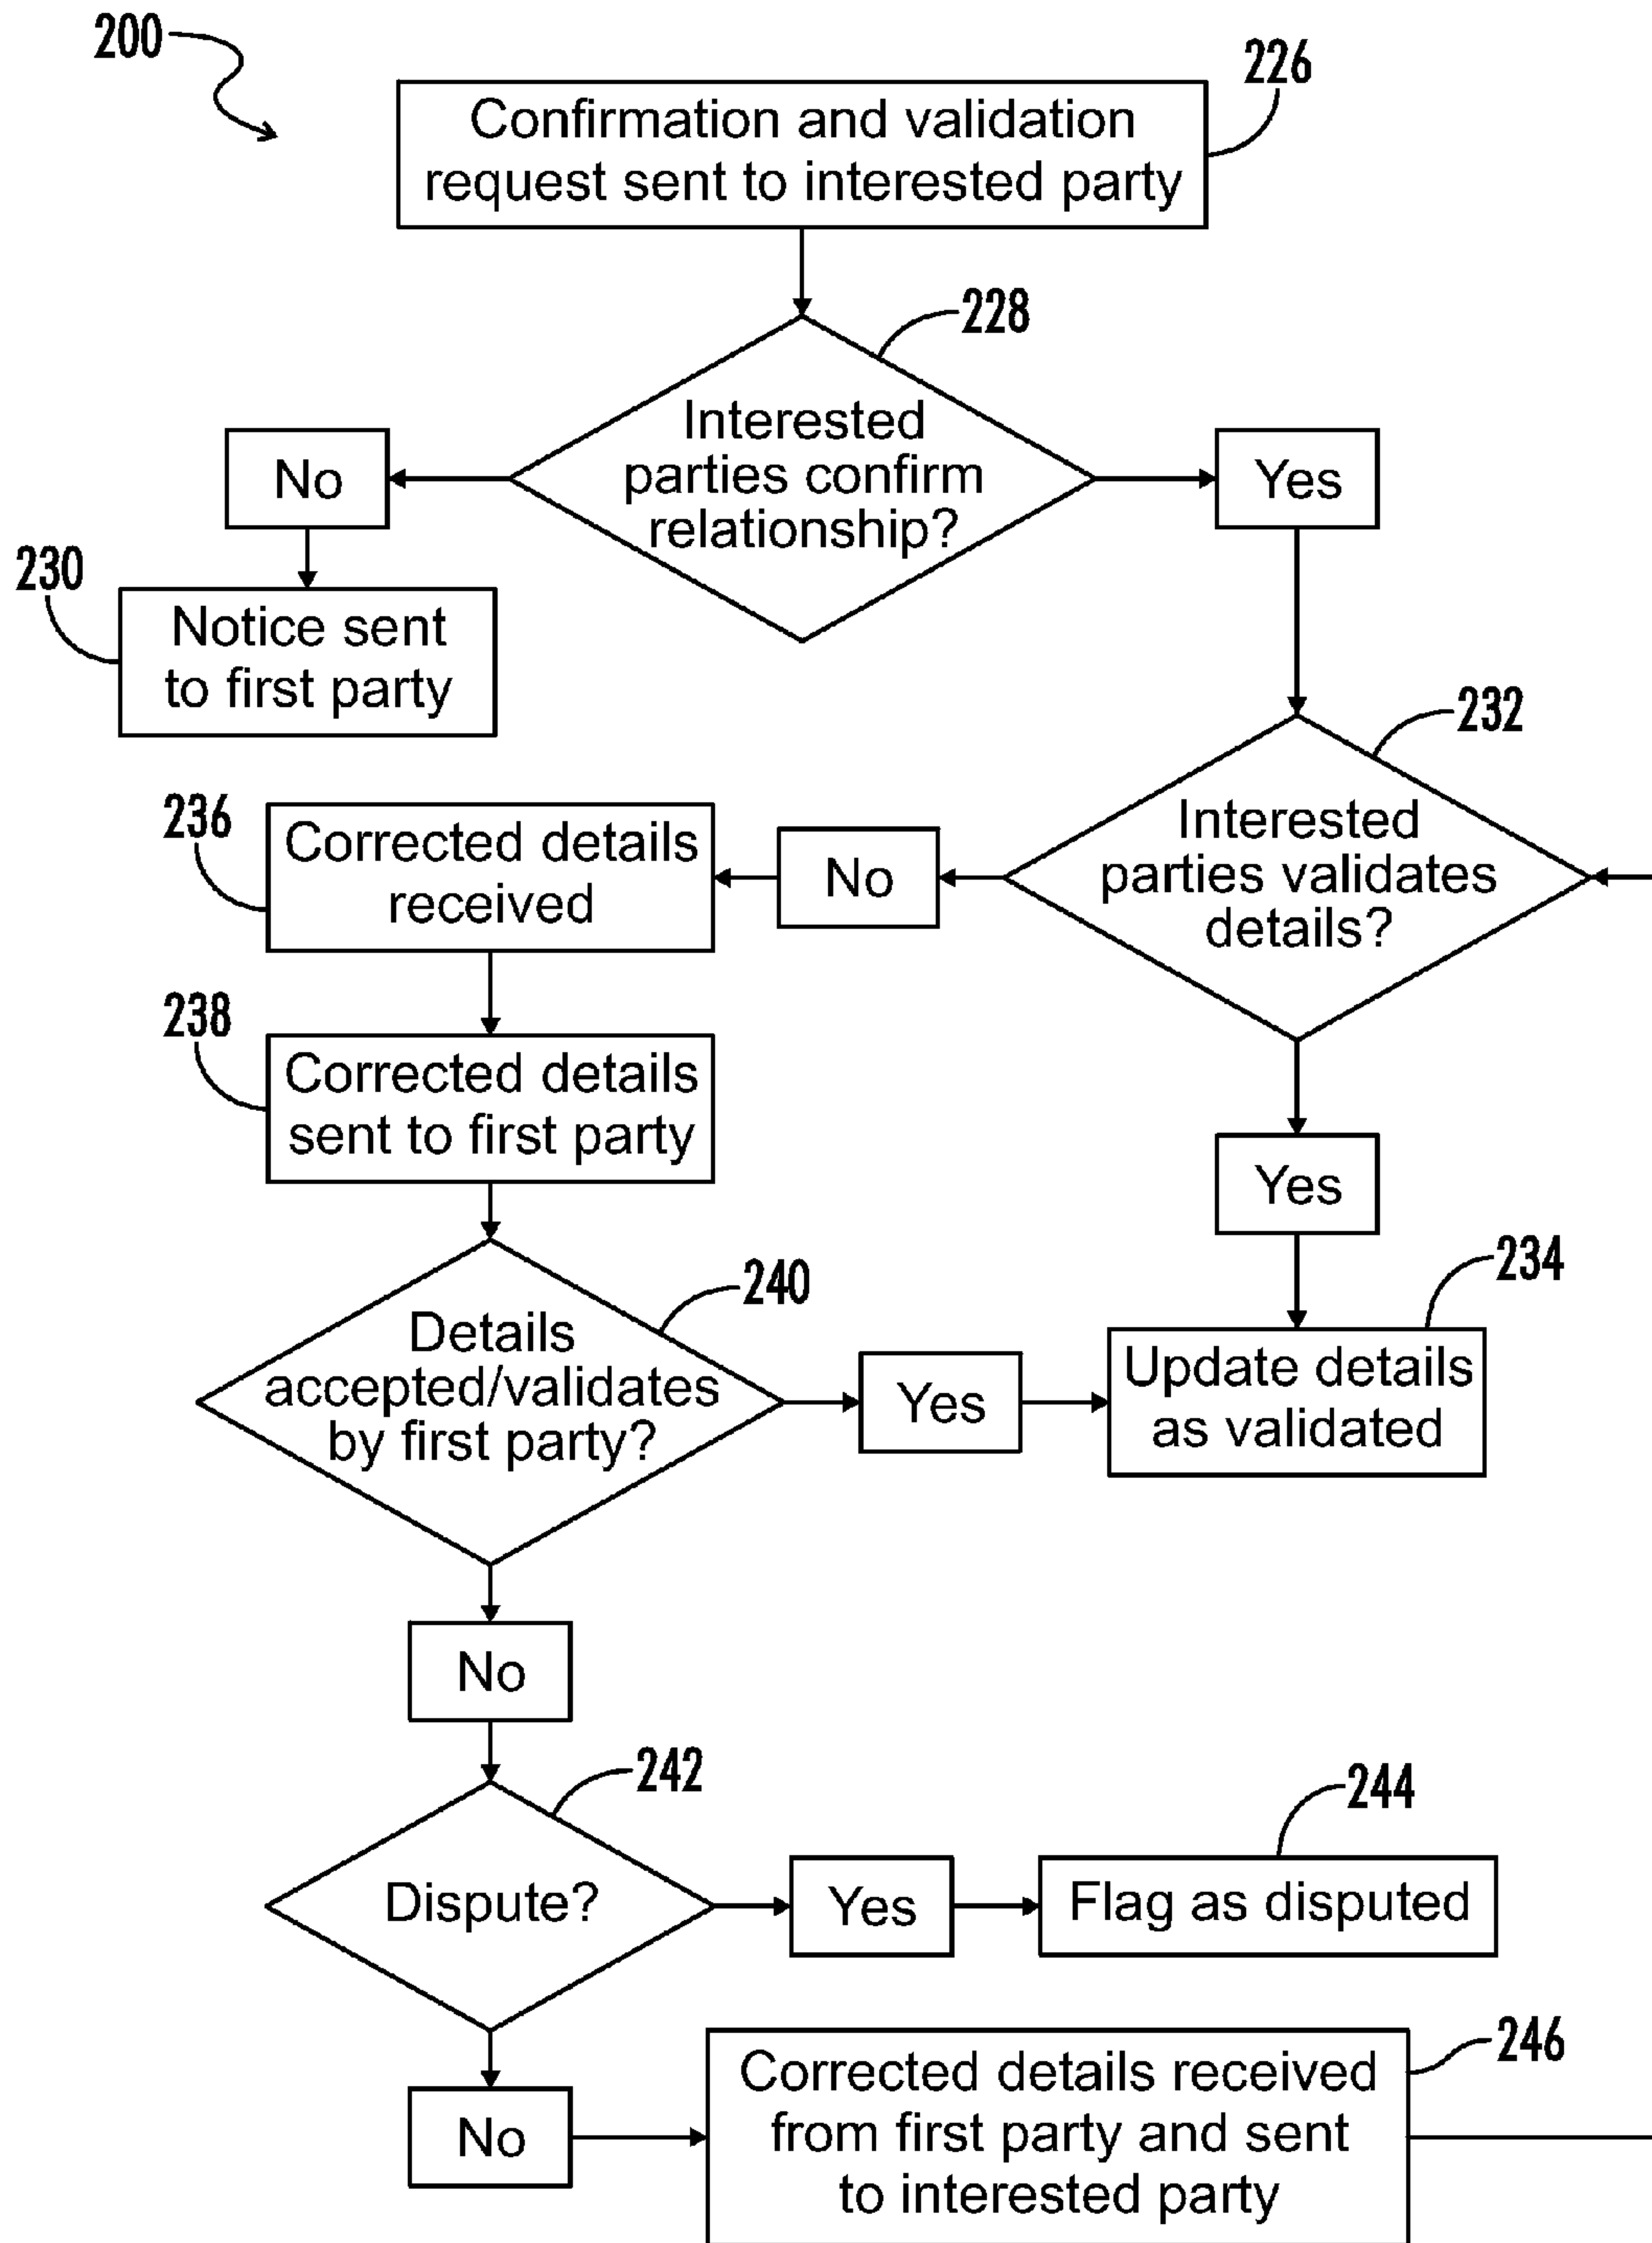 200
226
Confirmation and validation
request sent to interested party
228
Interested
parties confirm
relationship?
No
Yes
230
Notice sent
to first party
232
Interested
parties validates
details?
No
236
Corrected details
received
238
Corrected details
sent to first party
Yes
234
240
Details
accepted/validates
by first party?
Yes
Update details
as validated
No
242
Dispute?
Yes
244
Flag as disputed
No
246
Corrected details received
from first party and sent
to interested party